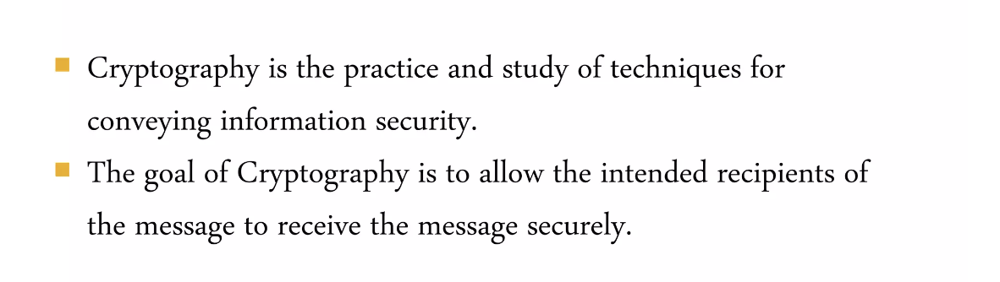 Cryptography is the practice and study of techniques for
conveying information security.
The goal of Cryptography is to allow the intended recipients of
the message to receive the message securely.